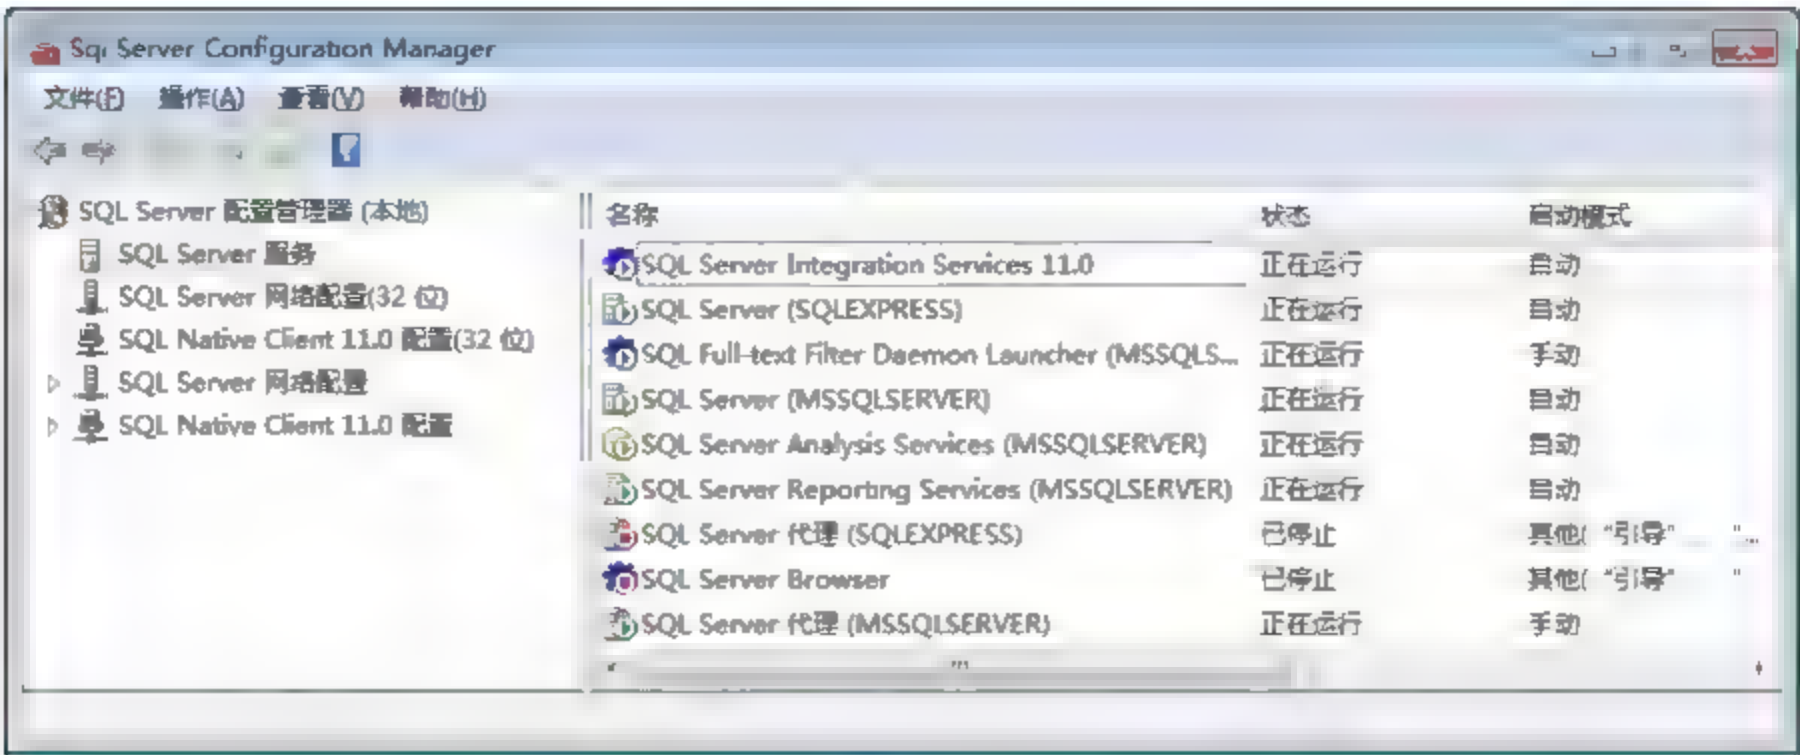 Sql Server Configuration Manager
文件(F) 操作(A) 查看(V) 帮助(H)
SQL Server 配置管理器 (本地)
SQL Server 服务
SQL Server 网络配置(32 位)
SQL Native Client 11.0 配置(32 位)
SQL Server 网络配置
SQL Native Client 11.0 配置
名称 状态 启动模式
SQL Server Integration Services 11.0 正在运行 自动
SQL Server (SQLEXPRESS) 正在运行 自动
SQL Full-text Filter Daemon Launcher (MSSQLS... 正在运行 手动
SQL Server (MSSQLSERVER) 正在运行 自动
SQL Server Analysis Services (MSSQLSERVER) 正在运行 自动
SQL Server Reporting Services (MSSQLSERVER) 正在运行 自动
SQL Server 代理 (SQLEXPRESS) 已停止 其他( "引导"
SQL Server Browser 已停止 其他( "引导"
SQL Server 代理 (MSSQLSERVER) 正在运行 手动